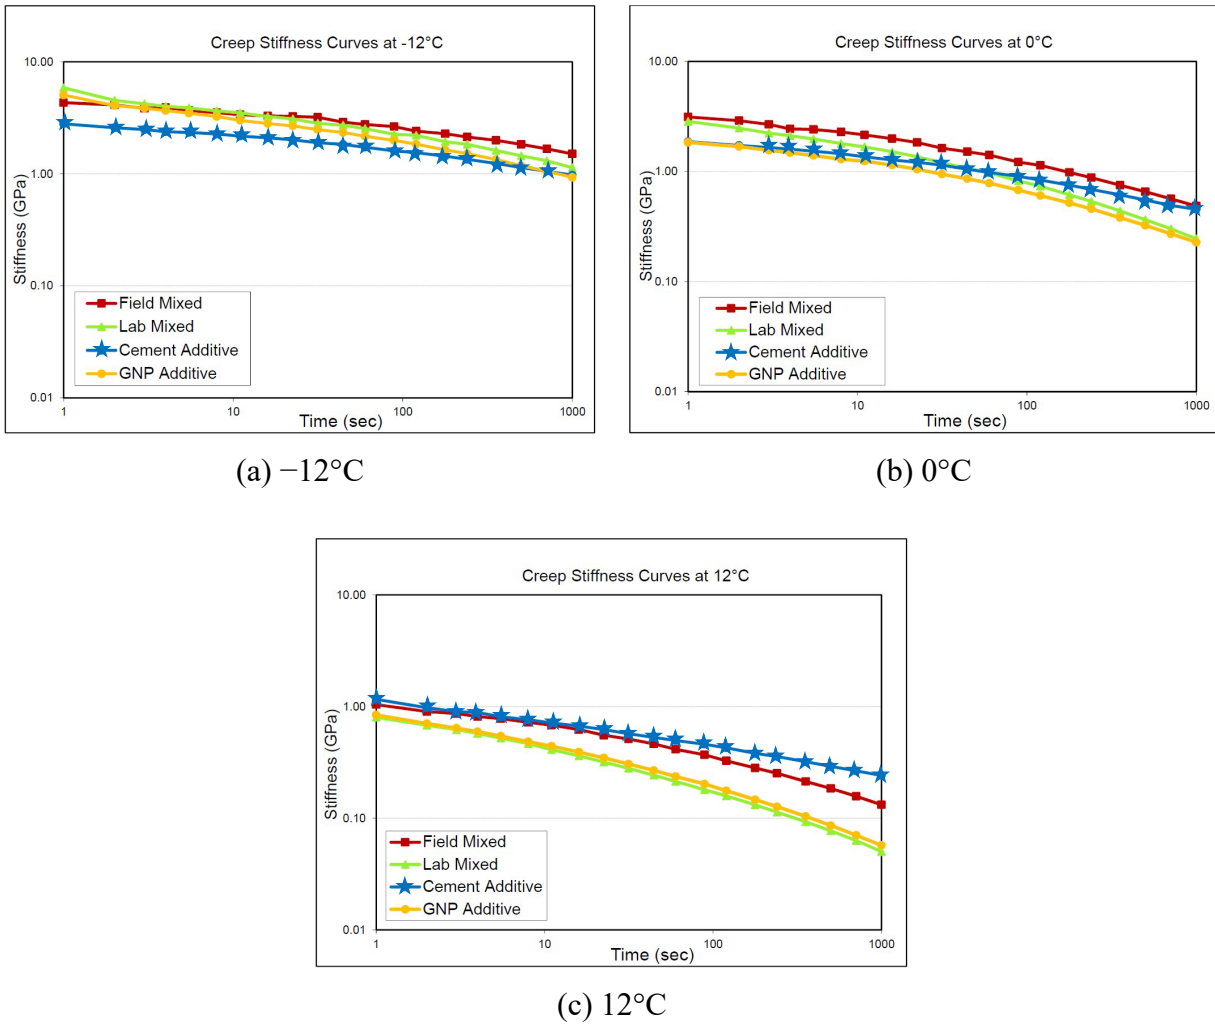 Creep Stiffness Curves at -12°C
10.00
1.00
0.10
0.01
Stiffness (GPa)
Field Mixed
Lab Mixed
Cement Additive
GNP Additive
1
10
100
1000
Time (sec)
(a) −12°C
Creep Stiffness Curves at 0°C
10.00
1.00
0.10
0.01
Stiffness (GPa)
Field Mixed
Lab Mixed
Cement Additive
GNP Additive
1
10
100
1000
Time (sec)
(b) 0°C
Creep Stiffness Curves at 12°C
10.00
1.00
0.10
0.01
Stiffness (GPa)
Field Mixed
Lab Mixed
Cement Additive
GNP Additive
1
10
100
1000
Time (sec)
(c) 12°C